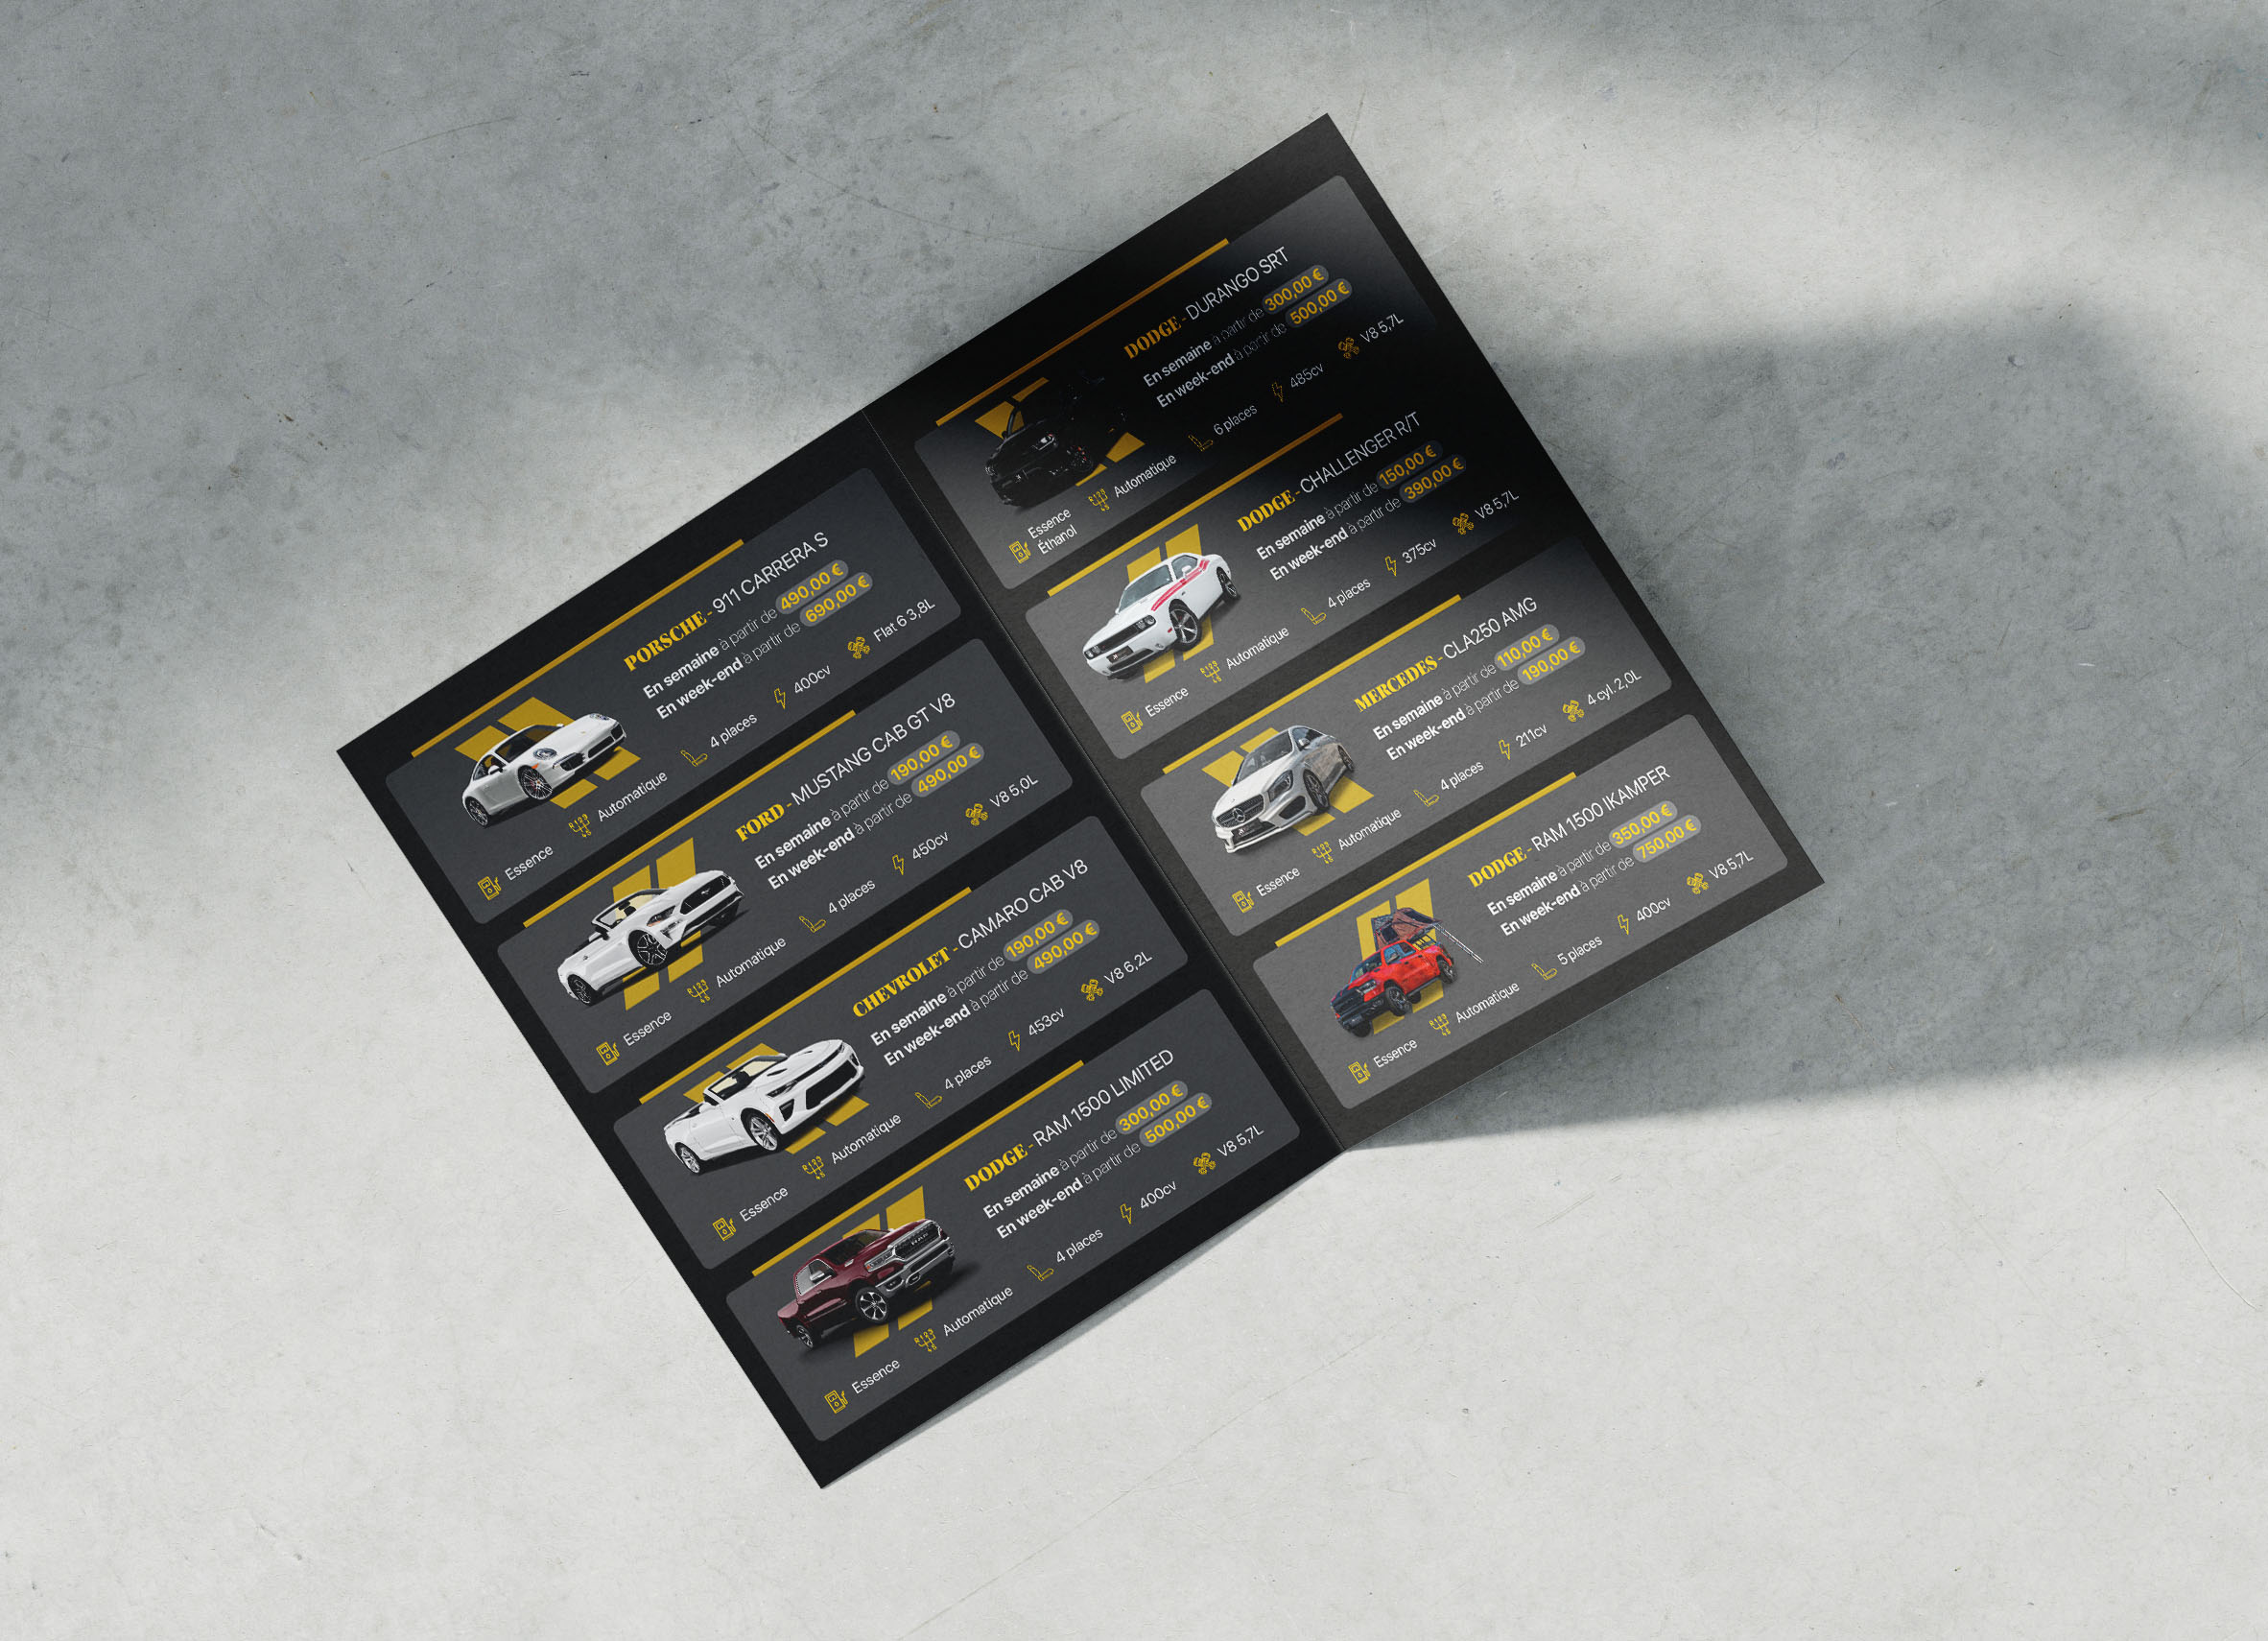 PORSCHE - 911 CARRERA S
En semaine à partir de 490,00 €
En week-end à partir de 690,00 €
Essence
Automatique
4 places
400cv
Flat 6 3,8L
FORD - MUSTANG CAB GT V8
En semaine à partir de 190,00 €
En week-end à partir de 490,00 €
Essence
Automatique
4 places
450cv
V8 5,0L
CHEVROLET - CAMARO CAB V8
En semaine à partir de 190,00 €
En week-end à partir de 490,00 €
Essence
Automatique
4 places
453cv
V8 6,2L
DODGE - RAM 1500 LIMITED
En semaine à partir de 300,00 €
En week-end à partir de 500,00 €
Essence
Automatique
4 places
400cv
V8 5,7L
DODGE - DURANGO SRT
En semaine à partir de 300,00 €
En week-end à partir de 500,00 €
Essence
Éthanol
Automatique
6 places
485cv
V8 5,7L
DODGE - CHALLENGER R/T
En semaine à partir de 150,00 €
En week-end à partir de 390,00 €
Essence
Automatique
4 places
375cv
V8 5,7L
MERCEDES - CLA250 AMG
En semaine à partir de 110,00 €
En week-end à partir de 190,00 €
Essence
Automatique
4 places
211cv
4 cyl. 2,0L
DODGE - RAM 1500 IKAMPER
En semaine à partir de 350,00 €
En week-end à partir de 750,00 €
Essence
Automatique
5 places
400cv
V8 5,7L